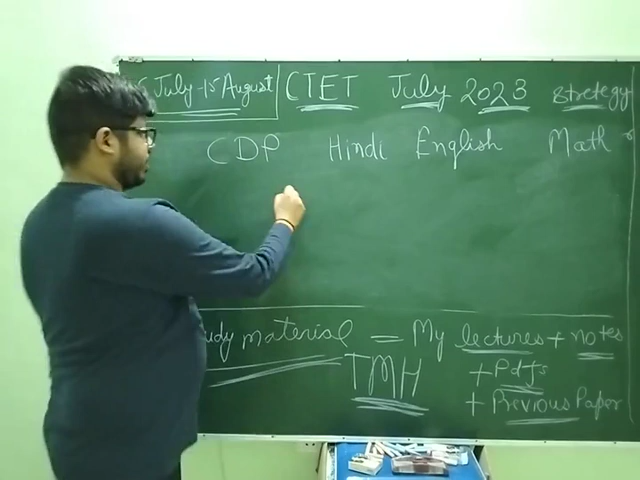 July - 15 August CTET July 2023 stretegy
CDP Hindi English Math
udy material = My lectures + notes
TMH + Pdfs
+ Previous Paper